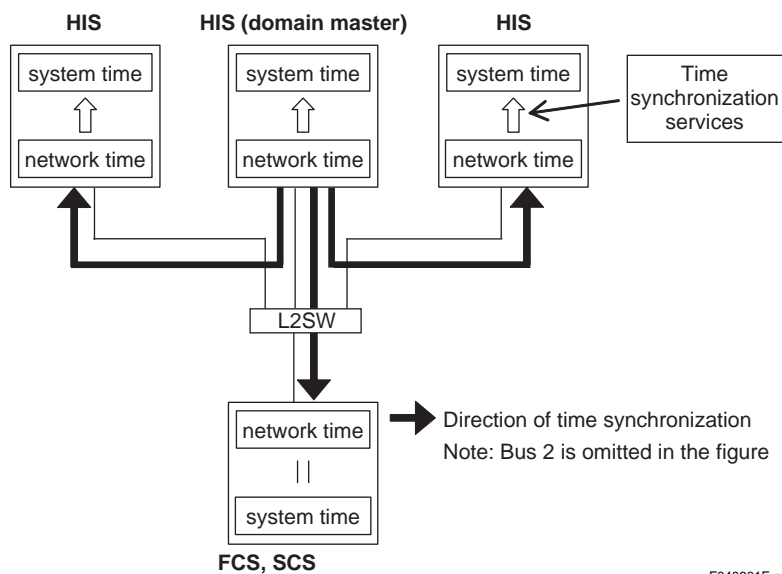 HIS
HIS (domain master)
HIS
system time
network time
system time
network time
system time
network time
Time
synchronization
services
L2SW
network time
system time
FCS, SCS
Direction of time synchronization
Note: Bus 2 is omitted in the figure